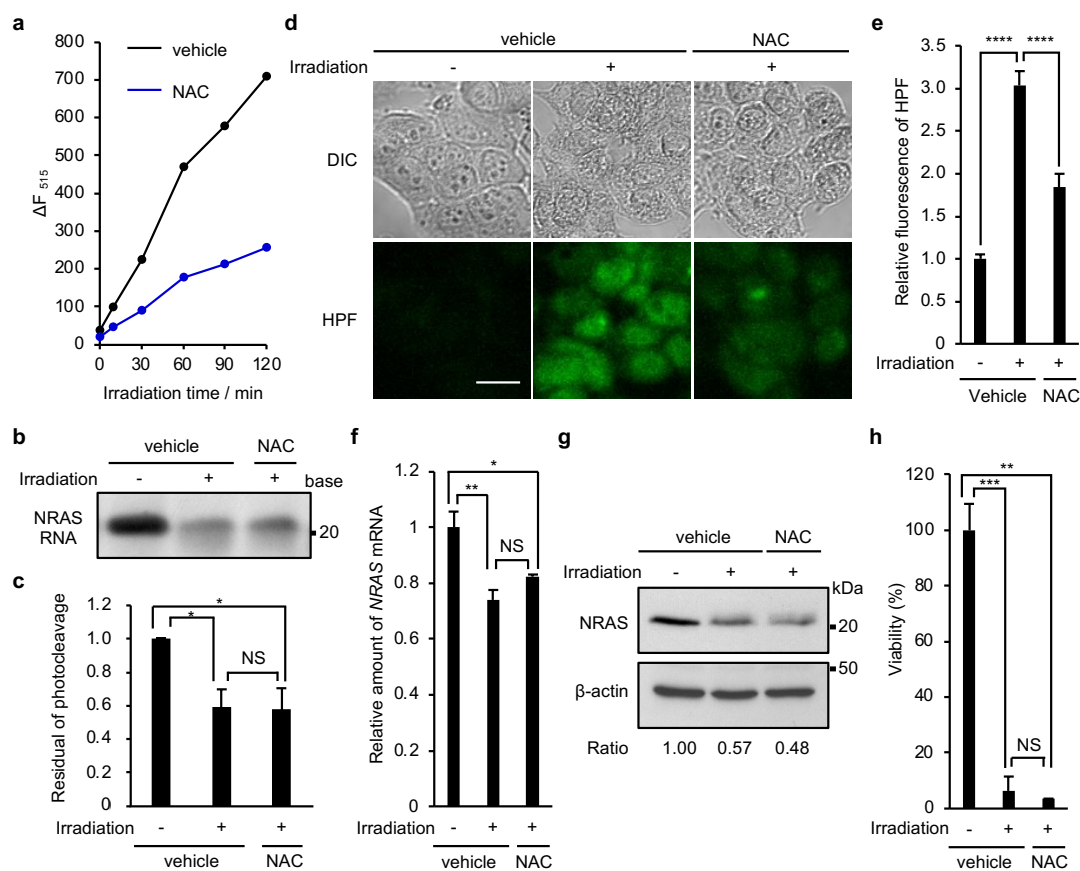 a
800
700
600
500
400
300
200
100
0
ΔF 515
vehicle
NAC
0 30 60 90 120
Irradiation time / min
d
vehicle NAC
Irradiation - + +
DIC
HPF
e
**** ****
3.5
3.0
2.5
2.0
1.5
1.0
0.5
0
Relative fluorescence of HPF
Irradiation - + +
Vehicle NAC
b
vehicle NAC
Irradiation - + + base
NRAS
RNA
20
c
1.2
1.0
0.8
0.6
0.4
0.2
0
Residual of photocleavage
*
*
NS
Irradiation - + +
vehicle NAC
f
1.2
1
0.8
0.6
0.4
0.2
0
Relative amount of NRAS mRNA
*
**
NS
Irradiation - + +
vehicle NAC
g
vehicle NAC
Irradiation - + +
kDa
NRAS
20
50
β-actin
Ratio 1.00 0.57 0.48
h
120
100
80
60
40
20
0
Viability (%)
**
***
NS
Irradiation - + +
vehicle NAC